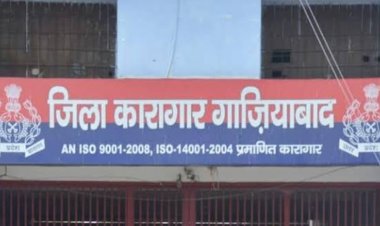 जिला कारागार गाज़ियाबाद
AN ISO 9001-2008, ISO-14001-2004 प्रमाणित कारागार